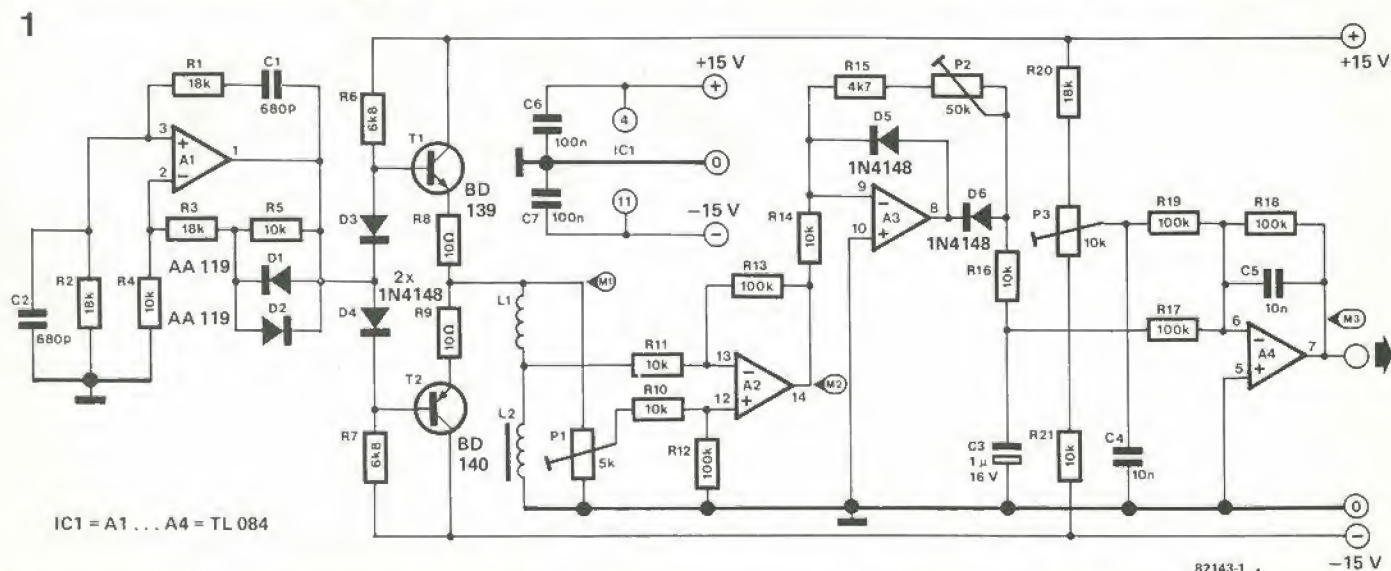 1
R1
18k
C1
680p
3
+
A1
1
2
−
R3
18k
R5
10k
D1
AA 119
R2
18k
R4
10k
AA 119
D2
C2
680p
R6
6k8
T1
BD
139
D3
R8
10Ω
2x
1N4148
D4
R9
10Ω
T2
BD
140
R7
6k8
C6
100n
+15 V
+
4
IC1
0
C7
100n
11
−15 V
−
M1
L1
L2
R11
10k
R10
10k
P1
5k
R13
100k
13
−
A2
12
+
14
M2
R12
100k
R14
10k
R15
4k7
P2
50k
D5
1N4148
9
−
A3
8
10
+
D6
1N4148
R16
10k
C3
1µ
16 V
R20
18k
P3
10k
R21
10k
C4
10n
R19
100k
R18
100k
C5
10n
R17
100k
6
−
A4
7
5
+
M3
+
+15 V
0
−
−15 V
IC1 = A1 . . . A4 = TL 084
82143-1